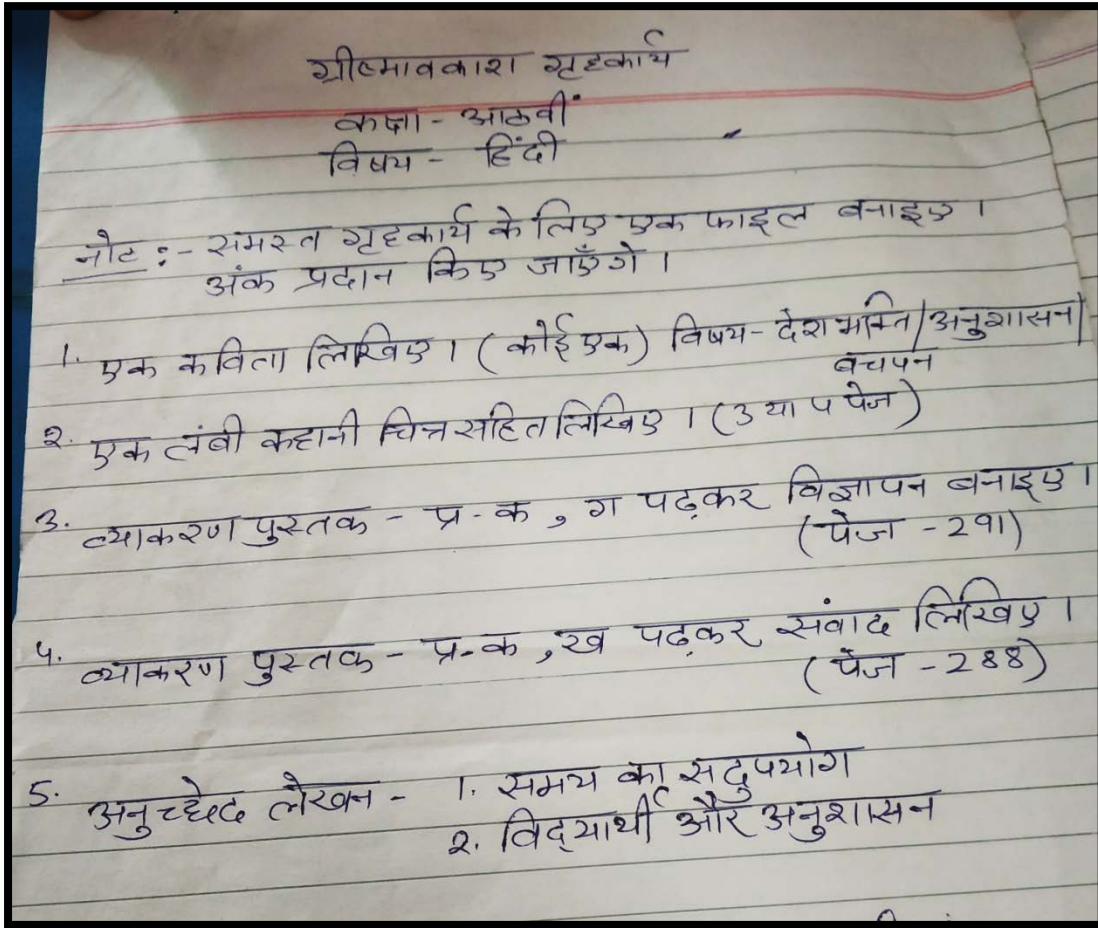 ग्रीष्मावकाश गृहकार्य
कक्षा - आठवीं
विषय - हिंदी
नोट :- समस्त गृहकार्य के लिए एक फाइल बनाइए ।
अंक प्रदान किए जाएँगे ।
1. एक कविता लिखिए । (कोई एक) विषय - देशभक्ति/अनुशासन/
बचपन
2. एक लंबी कहानी चित्र सहित लिखिए । (3 या 4 पेज)
3. व्याकरण पुस्तक - प्र-क, ग पढ़कर विज्ञापन बनाइए ।
(पेज - 291)
4. व्याकरण पुस्तक - प्र-क, ख पढ़कर संवाद लिखिए ।
(पेज - 288)
5. अनुच्छेद लेखन - 1. समय का सदुपयोग
2. विद्यार्थी और अनुशासन